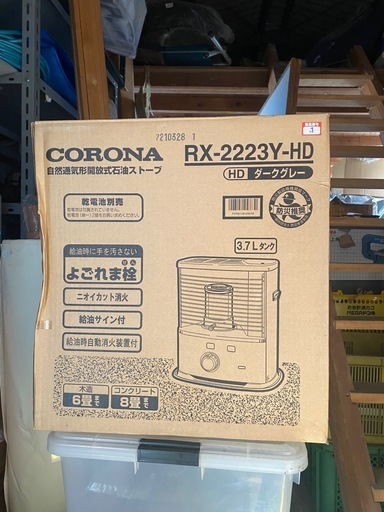 7210328 1
CORONA
RX-2223Y-HD
自然通気形開放式石油ストーブ
HD ダークグレー
乾電池別売
防災推奨
3.7Lタンク
給油時に手を汚さない
よごれま栓
ニオイカット消火
給油サイン付
給油時自動消火装置付
木造
6畳まで
コンクリート
8畳まで